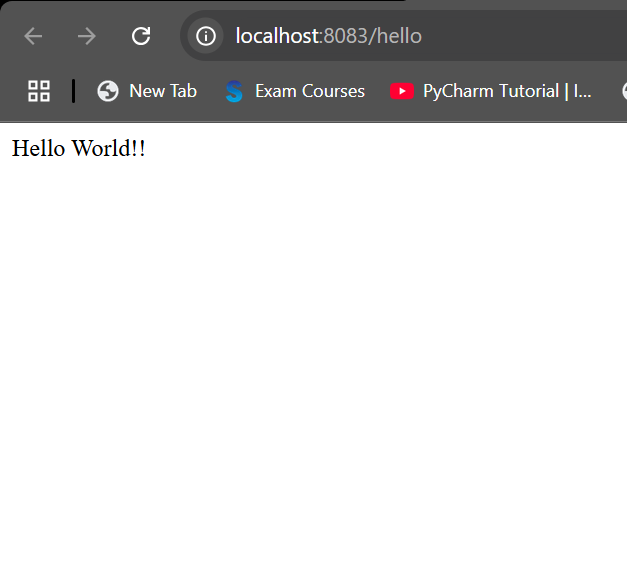 localhost:8083/hello
New Tab Exam Courses PyCharm Tutorial | I...
Hello World!!